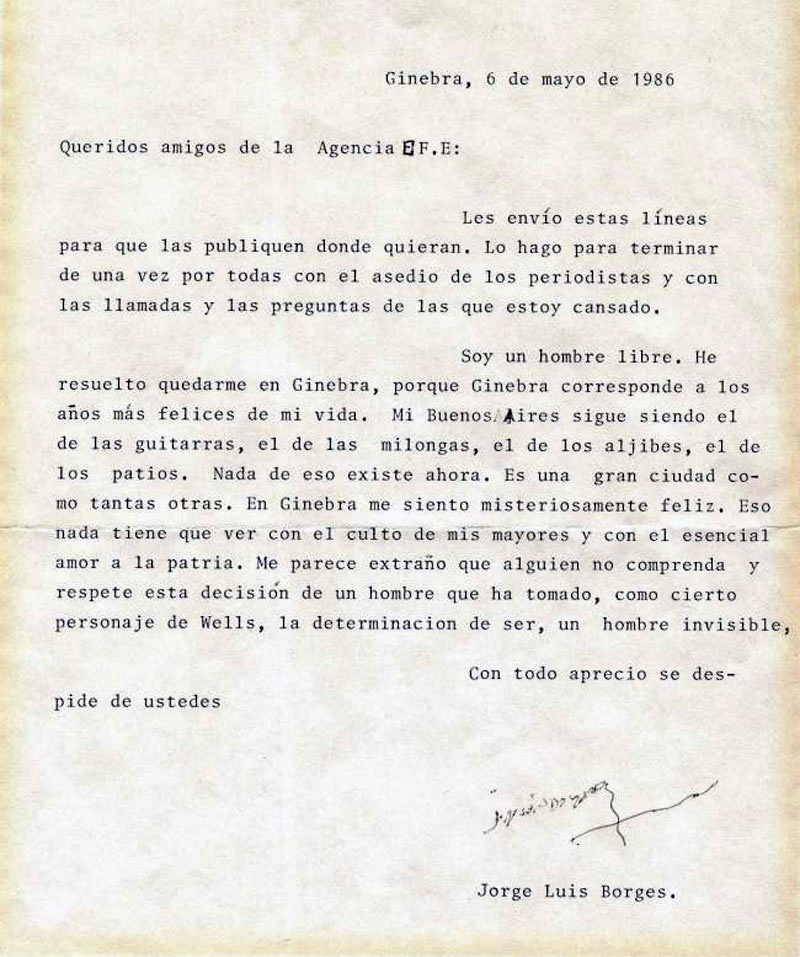 Ginebra, 6 de mayo de 1986
Queridos amigos de la Agencia EF.E:
Les envío estas líneas
para que las publiquen donde quieran. Lo hago para terminar
de una vez por todas con el asedio de los periodistas y con
las llamadas y las preguntas de las que estoy cansado.
Soy un hombre libre. He
resuelto quedarme en Ginebra, porque Ginebra corresponde a los
años más felices de mi vida. Mi Buenos Aires sigue siendo el
de las guitarras, el de las milongas, el de los aljibes, el de
los patios. Nada de eso existe ahora. Es una gran ciudad co-
mo tantas otras. En Ginebra me siento misteriosamente feliz. Eso
nada tiene que ver con el culto de mis mayores y con el esencial
amor a la patria. Me parece extraño que alguien no comprenda y
respete esta decisión de un hombre que ha tomado, como cierto
personaje de Wells, la determinacion de ser, un hombre invisible,
Con todo aprecio se des-
pide de ustedes
Jorge Luis Borges.